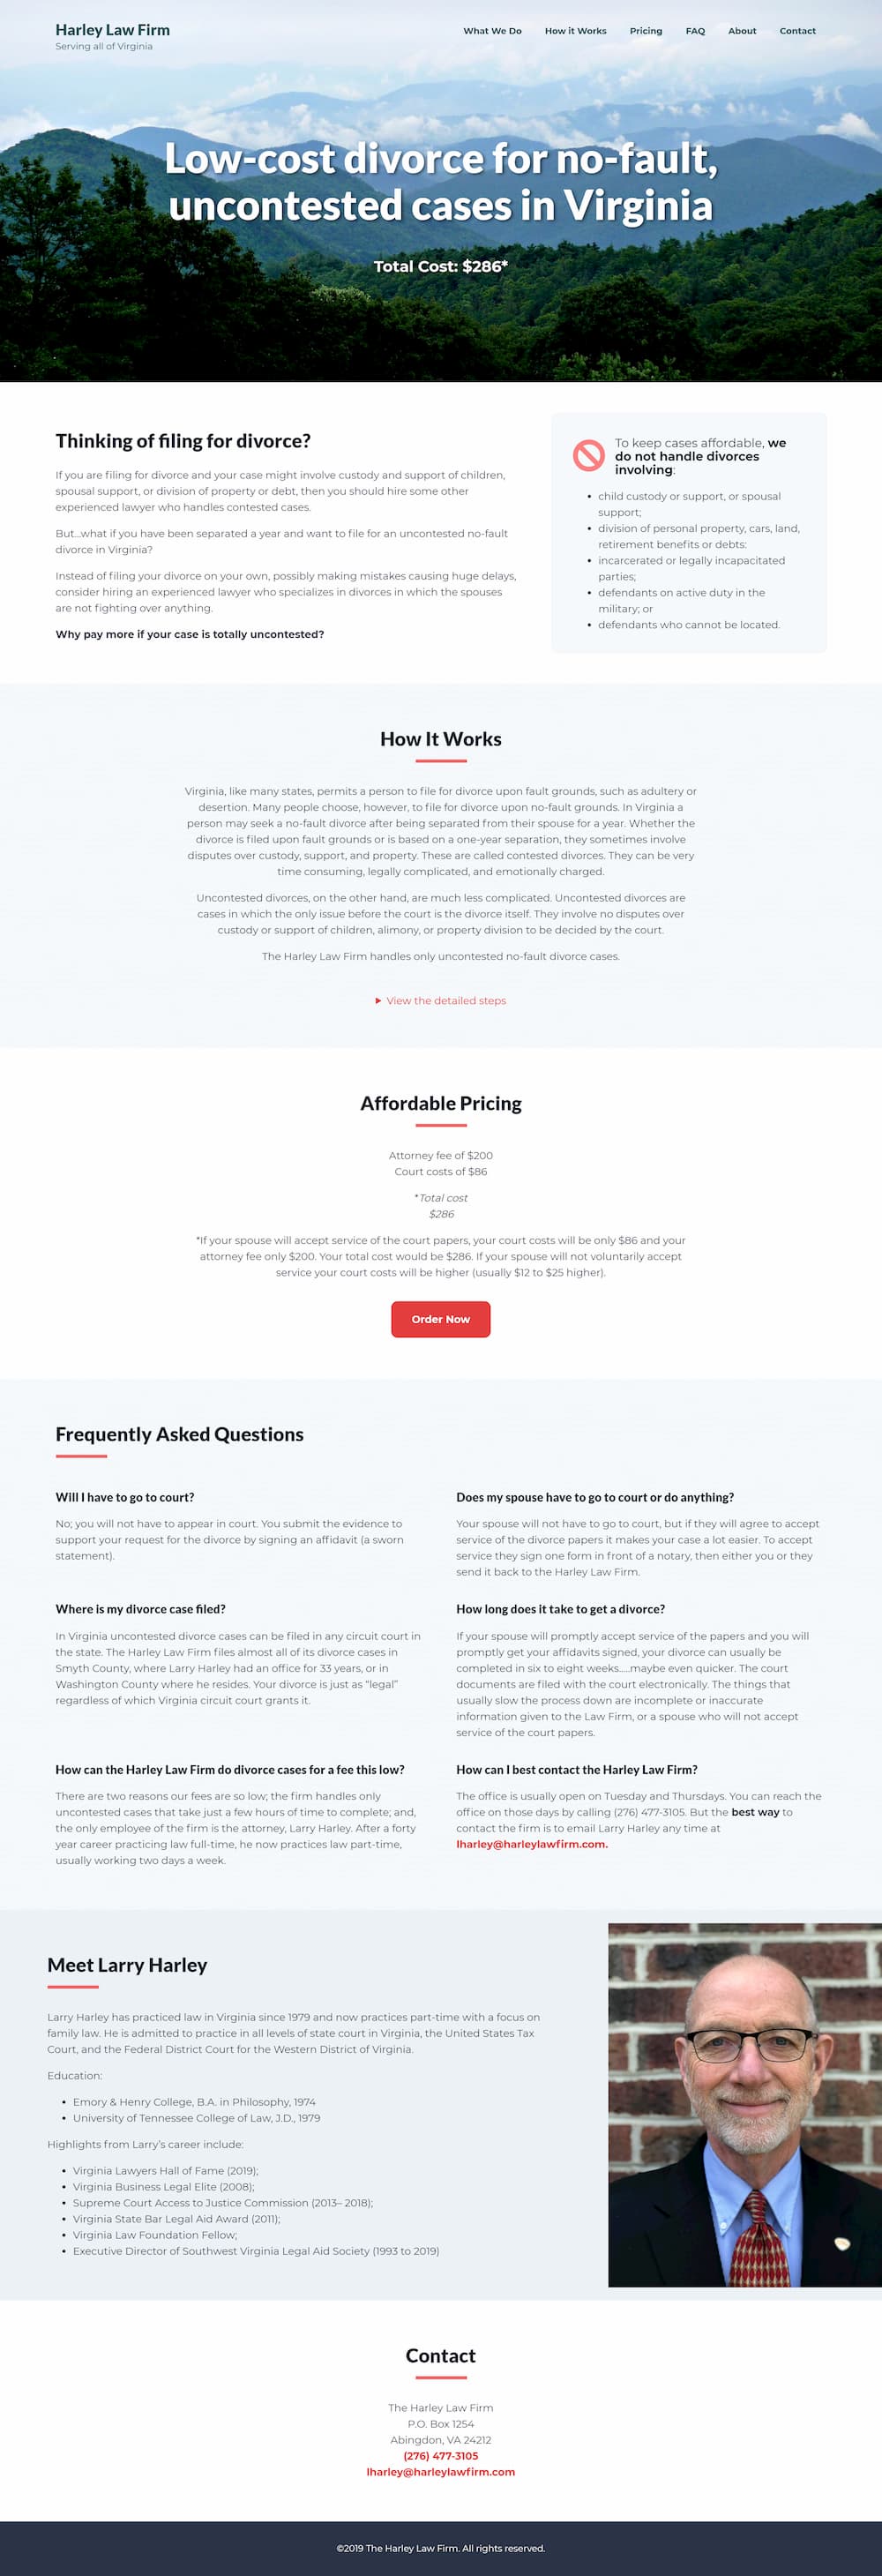 Harley Law Firm
Serving all of Virginia
What We Do
How it Works
Pricing
FAQ
About
Contact
Low-cost divorce for no-fault,
uncontested cases in Virginia
Total Cost: $286*
Thinking of filing for divorce?
If you are filing for divorce and your case might involve custody and support of children,
spousal support, or division of property or debt, then you should hire some other
experienced lawyer who handles contested cases.
But...what if you have been separated a year and want to file for an uncontested no-fault
divorce in Virginia?
Instead of filing your divorce on your own, possibly making mistakes causing huge delays,
consider hiring an experienced lawyer who specializes in divorces in which the spouses
are not fighting over anything.
Why pay more if your case is totally uncontested?
To keep cases affordable, we
do not handle divorces
involving:
• child custody or support, or spousal
support;
• division of personal property, cars, land,
retirement benefits or debts:
• incarcerated or legally incapacitated
parties;
• defendants on active duty in the
military; or
• defendants who cannot be located.
How It Works
Virginia, like many states, permits a person to file for divorce upon fault grounds, such as adultery or
desertion. Many people choose, however, to file for divorce upon no-fault grounds. In Virginia a
person may seek a no-fault divorce after being separated from their spouse for a year. Whether the
divorce is filed upon fault grounds or is based on a one-year separation, they sometimes involve
disputes over custody, support, and property. These are called contested divorces. They can be very
time consuming, legally complicated, and emotionally charged.
Uncontested divorces, on the other hand, are much less complicated. Uncontested divorces are
cases in which the only issue before the court is the divorce itself. They involve no disputes over
custody or support of children, alimony, or property division to be decided by the court.
The Harley Law Firm handles only uncontested no-fault divorce cases.
▶ View the detailed steps
Affordable Pricing
Attorney fee of $200
Court costs of $86
*Total cost
$286
*If your spouse will accept service of the court papers, your court costs will be only $86 and your
attorney fee only $200. Your total cost would be $286. If your spouse will not voluntarily accept
service your court costs will be higher (usually $12 to $25 higher).
Order Now
Frequently Asked Questions
Will I have to go to court?
No; you will not have to appear in court. You submit the evidence to
support your request for the divorce by signing an affidavit (a sworn
statement).
Does my spouse have to go to court or do anything?
Your spouse will not have to go to court, but if they will agree to accept
service of the divorce papers it makes your case a lot easier. To accept
service they sign one form in front of a notary, then either you or they
send it back to the Harley Law Firm.
Where is my divorce case filed?
In Virginia uncontested divorce cases can be filed in any circuit court in
the state. The Harley Law Firm files almost all of its divorce cases in
Smyth County, where Larry Harley had an office for 33 years, or in
Washington County where he resides. Your divorce is just as “legal”
regardless of which Virginia circuit court grants it.
How long does it take to get a divorce?
If your spouse will promptly accept service of the papers and you will
promptly get your affidavits signed, your divorce can usually be
completed in six to eight weeks.....maybe even quicker. The court
documents are filed with the court electronically. The things that
usually slow the process down are incomplete or inaccurate
information given to the Law Firm, or a spouse who will not accept
service of the court papers.
How can the Harley Law Firm do divorce cases for a fee this low?
There are two reasons our fees are so low; the firm handles only
uncontested cases that take just a few hours of time to complete; and,
the only employee of the firm is the attorney, Larry Harley. After a forty
year career practicing law full-time, he now practices law part-time,
usually working two days a week.
How can I best contact the Harley Law Firm?
The office is usually open on Tuesday and Thursdays. You can reach the
office on those days by calling (276) 477-3105. But the best way to
contact the firm is to email Larry Harley any time at
lharley@harleylawfirm.com.
Meet Larry Harley
Larry Harley has practiced law in Virginia since 1979 and now practices part-time with a focus on
family law. He is admitted to practice in all levels of state court in Virginia, the United States Tax
Court, and the Federal District Court for the Western District of Virginia.
Education:
• Emory & Henry College, B.A. in Philosophy, 1974
• University of Tennessee College of Law, J.D., 1979
Highlights from Larry’s career include:
• Virginia Lawyers Hall of Fame (2019);
• Virginia Business Legal Elite (2008);
• Supreme Court Access to Justice Commission (2013– 2018);
• Virginia State Bar Legal Aid Award (2011);
• Virginia Law Foundation Fellow;
• Executive Director of Southwest Virginia Legal Aid Society (1993 to 2019)
Contact
The Harley Law Firm
P.O. Box 1254
Abingdon, VA 24212
(276) 477-3105
lharley@harleylawfirm.com
©2019 The Harley Law Firm. All rights reserved.